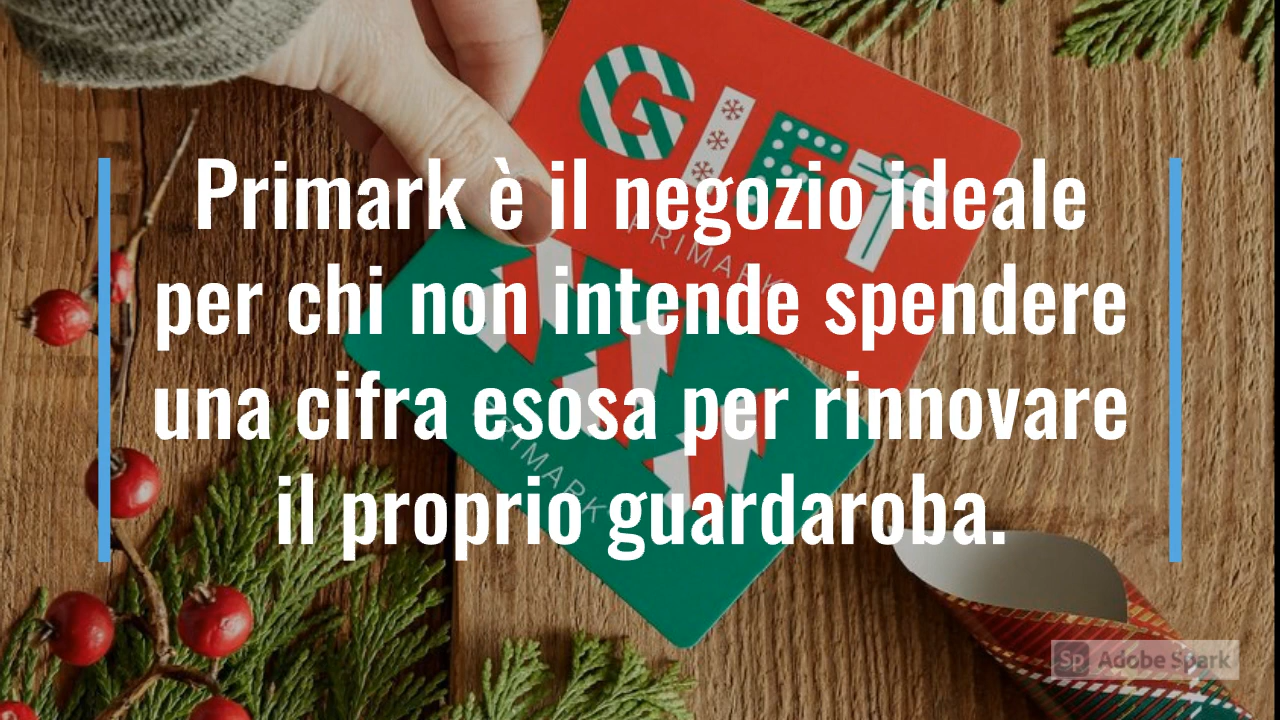 GIFT
PRIMARK
Primark è il negozio ideale
per chi non intende spendere
una cifra esosa per rinnovare
il proprio guardaroba.
PRIMARK
Sp Adobe Spark